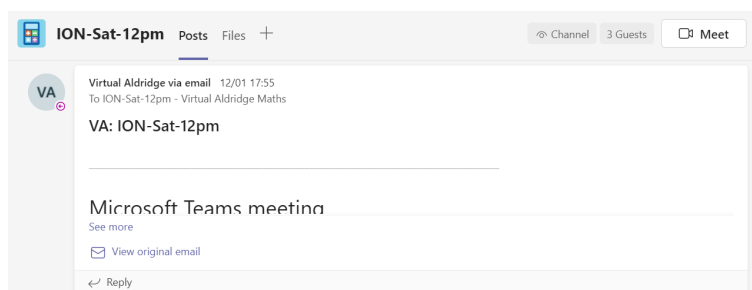 ION-Sat-12pm Posts Files + Channel 3 Guests Meet
VA Virtual Aldridge via email 12/01 17:55
To ION-Sat-12pm - Virtual Aldridge Maths
VA: ION-Sat-12pm
Microsoft Teams meeting
See more
View original email
Reply